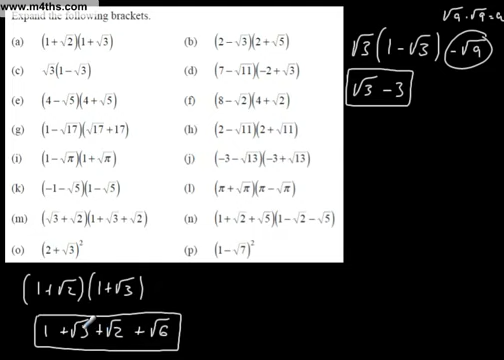 www.m4ths.com
Expand the following brackets.
(a) (1+√2)(1+√3) (b) (2−√3)(2+√5)
(c) √3(1−√3) (d) (7−√11)(−2+√3)
(e) (4−√5)(4+√5) (f) (8−√2)(4+√2)
(g) (1−√17)(√17+17) (h) (2−√11)(2+√11)
(i) (1−√π)(1+√π) (j) (−3−√13)(−3+√13)
(k) (−1−√5)(1−√5) (l) (π+√π)(π−√π)
(m) (√3+√2)(1+√3+√2) (n) (1+√2+√5)(1−√2−√5)
(o) (2+√3)² (p) (1−√7)²
√a · √a = a
√3(1−√3) −√9
√3 − 3
(1+√2)(1+√3)
1 + √3 + √2 + √6